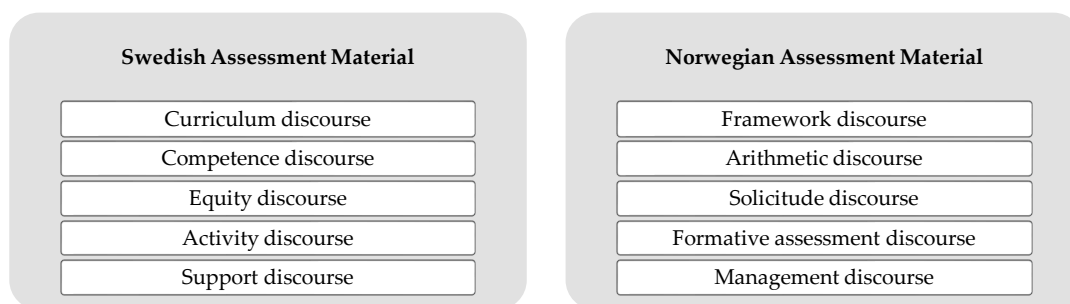 Swedish Assessment Material
Curriculum discourse
Competence discourse
Equity discourse
Activity discourse
Support discourse
Norwegian Assessment Material
Framework discourse
Arithmetic discourse
Solicitude discourse
Formative assessment discourse
Management discourse